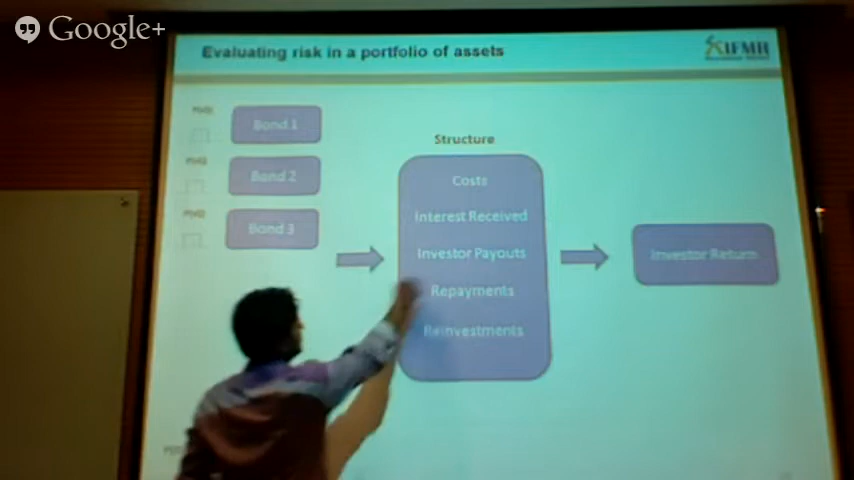 Google+
Evaluating risk in a portfolio of assets
IFMR
Bond 1
Bond 2
Bond 3
Structure
Costs
Interest Received
Investor Payouts
Repayments
Reinvestments
Investor Return